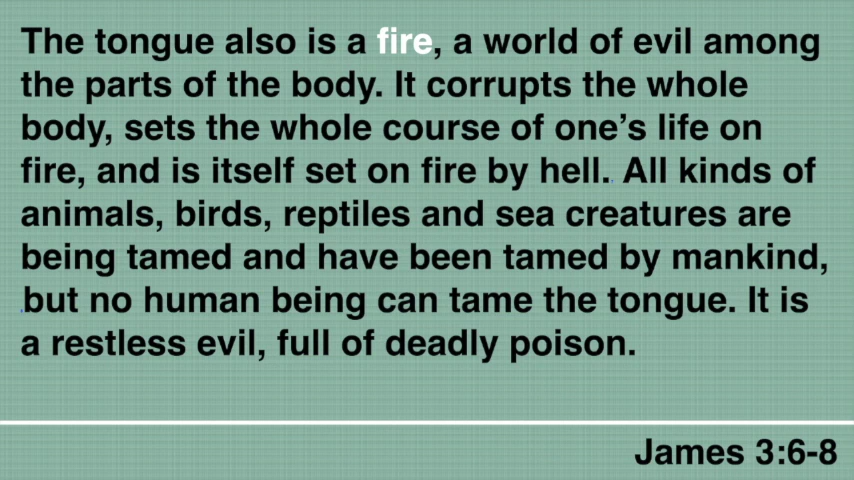 The tongue also is a fire, a world of evil among
the parts of the body. It corrupts the whole
body, sets the whole course of one’s life on
fire, and is itself set on fire by hell. All kinds of
animals, birds, reptiles and sea creatures are
being tamed and have been tamed by mankind,
but no human being can tame the tongue. It is
a restless evil, full of deadly poison.
James 3:6-8